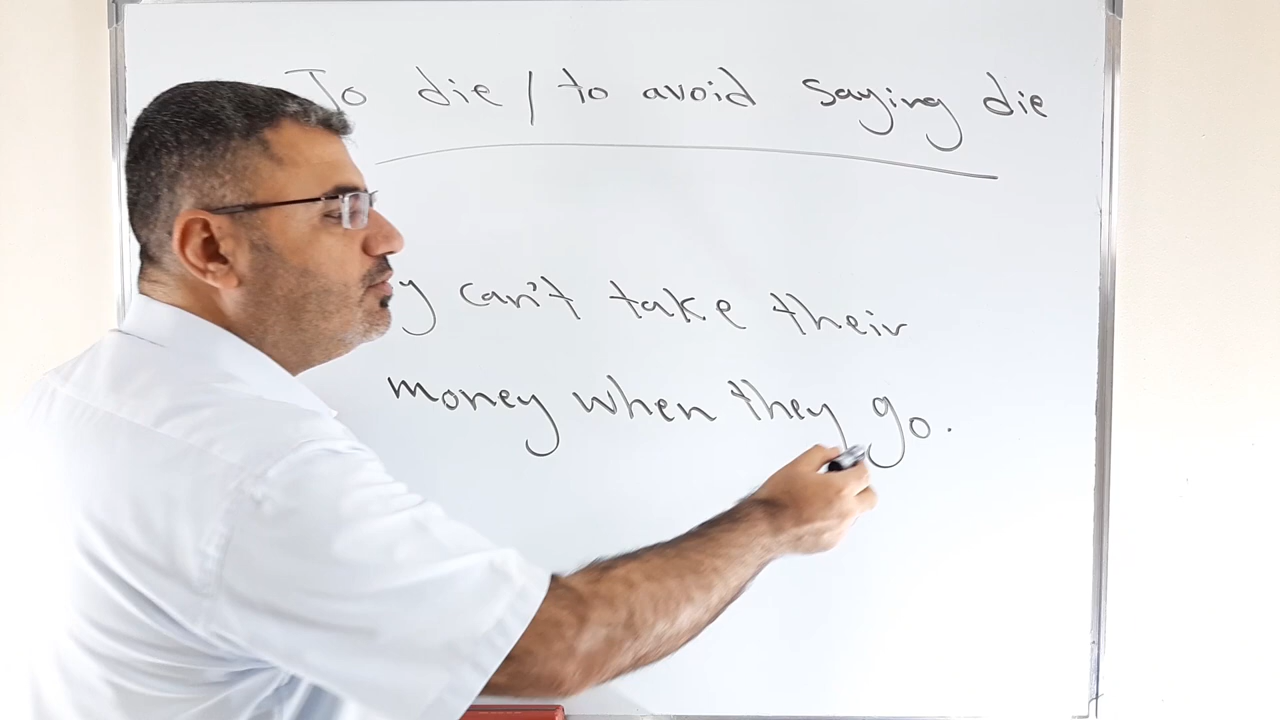 To die / to avoid saying die
y can't take their
money when they go.